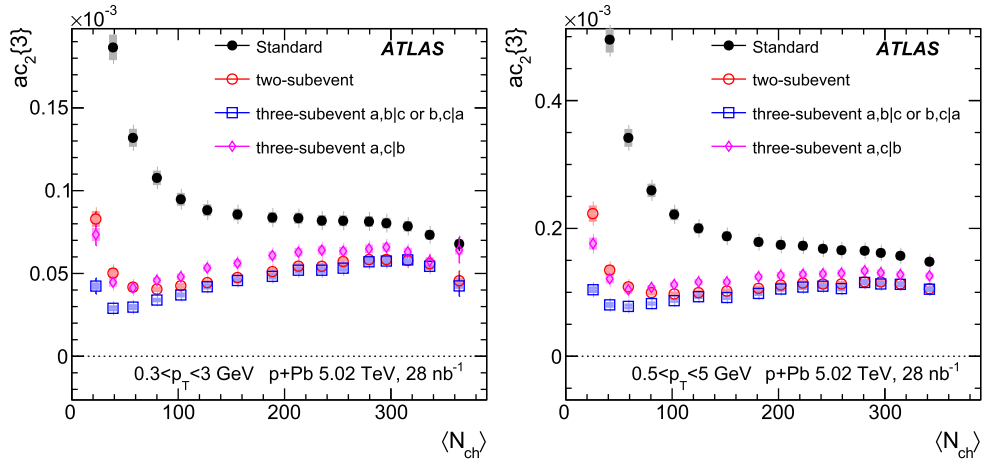 ×10⁻³
ac₂{3}
Standard
ATLAS
two-subevent
three-subevent a,b|c or b,c|a
three-subevent a,c|b
0.15
0.1
0.05
0
0.3<p_T<3 GeV p+Pb 5.02 TeV, 28 nb⁻¹
0 100 200 300
⟨N_ch⟩
×10⁻³
ac₂{3}
Standard
ATLAS
two-subevent
three-subevent a,b|c or b,c|a
three-subevent a,c|b
0.4
0.2
0
0.5<p_T<5 GeV p+Pb 5.02 TeV, 28 nb⁻¹
0 100 200 300
⟨N_ch⟩